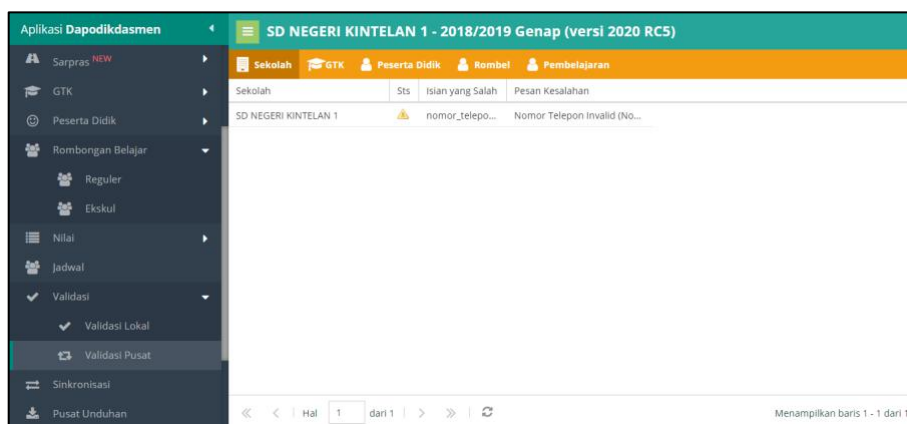 Aplikasi Dapodikdasmen
SD NEGERI KINTELAN 1 - 2018/2019 Genap (versi 2020 RC5)
Sarpras NEW
GTK
Peserta Didik
Rombongan Belajar
Reguler
Ekskul
Nilai
Jadwal
Validasi
Validasi Lokal
Validasi Pusat
Sinkronisasi
Pusat Unduhan
Sekolah GTK Peserta Didik Rombel Pembelajaran
Sekolah Sts Isian yang Salah Pesan Kesalahan
SD NEGERI KINTELAN 1 nomor_telepo... Nomor Telepon Invalid (No...
Hal 1 dari 1 Menampilkan baris 1 - 1 dari 1